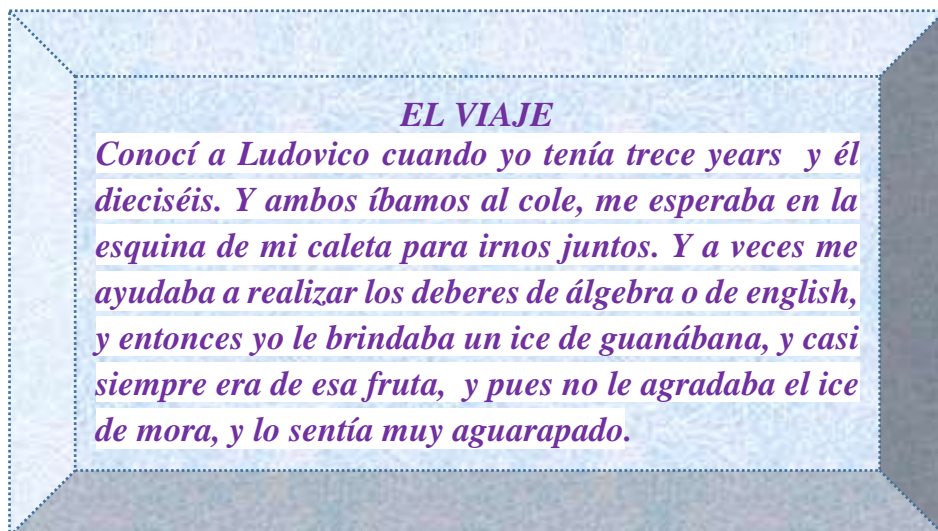 EL VIAJE
Conocí a Ludovico cuando yo tenía trece years y él
dieciséis. Y ambos íbamos al cole, me esperaba en la
esquina de mi caleta para irnos juntos. Y a veces me
ayudaba a realizar los deberes de álgebra o de english,
y entonces yo le brindaba un ice de guanábana, y casi
siempre era de esa fruta, y pues no le agradaba el ice
de mora, y lo sentía muy aguarapado.